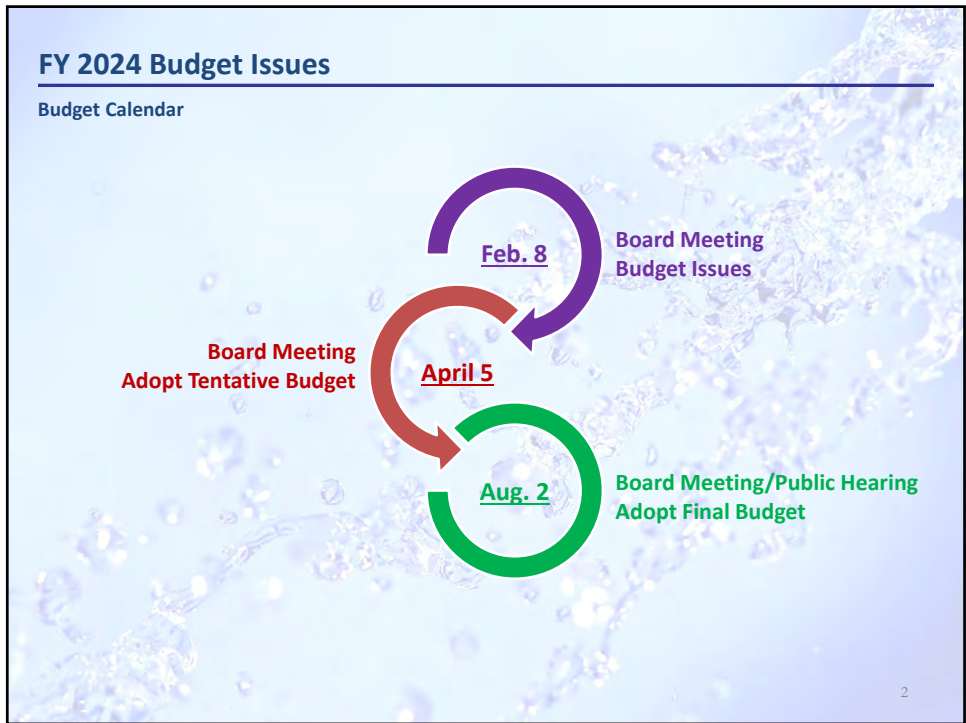 FY 2024 Budget Issues
Budget Calendar
Feb. 8
Board Meeting
Budget Issues
Board Meeting
Adopt Tentative Budget
April 5
Aug. 2
Board Meeting/Public Hearing
Adopt Final Budget
2